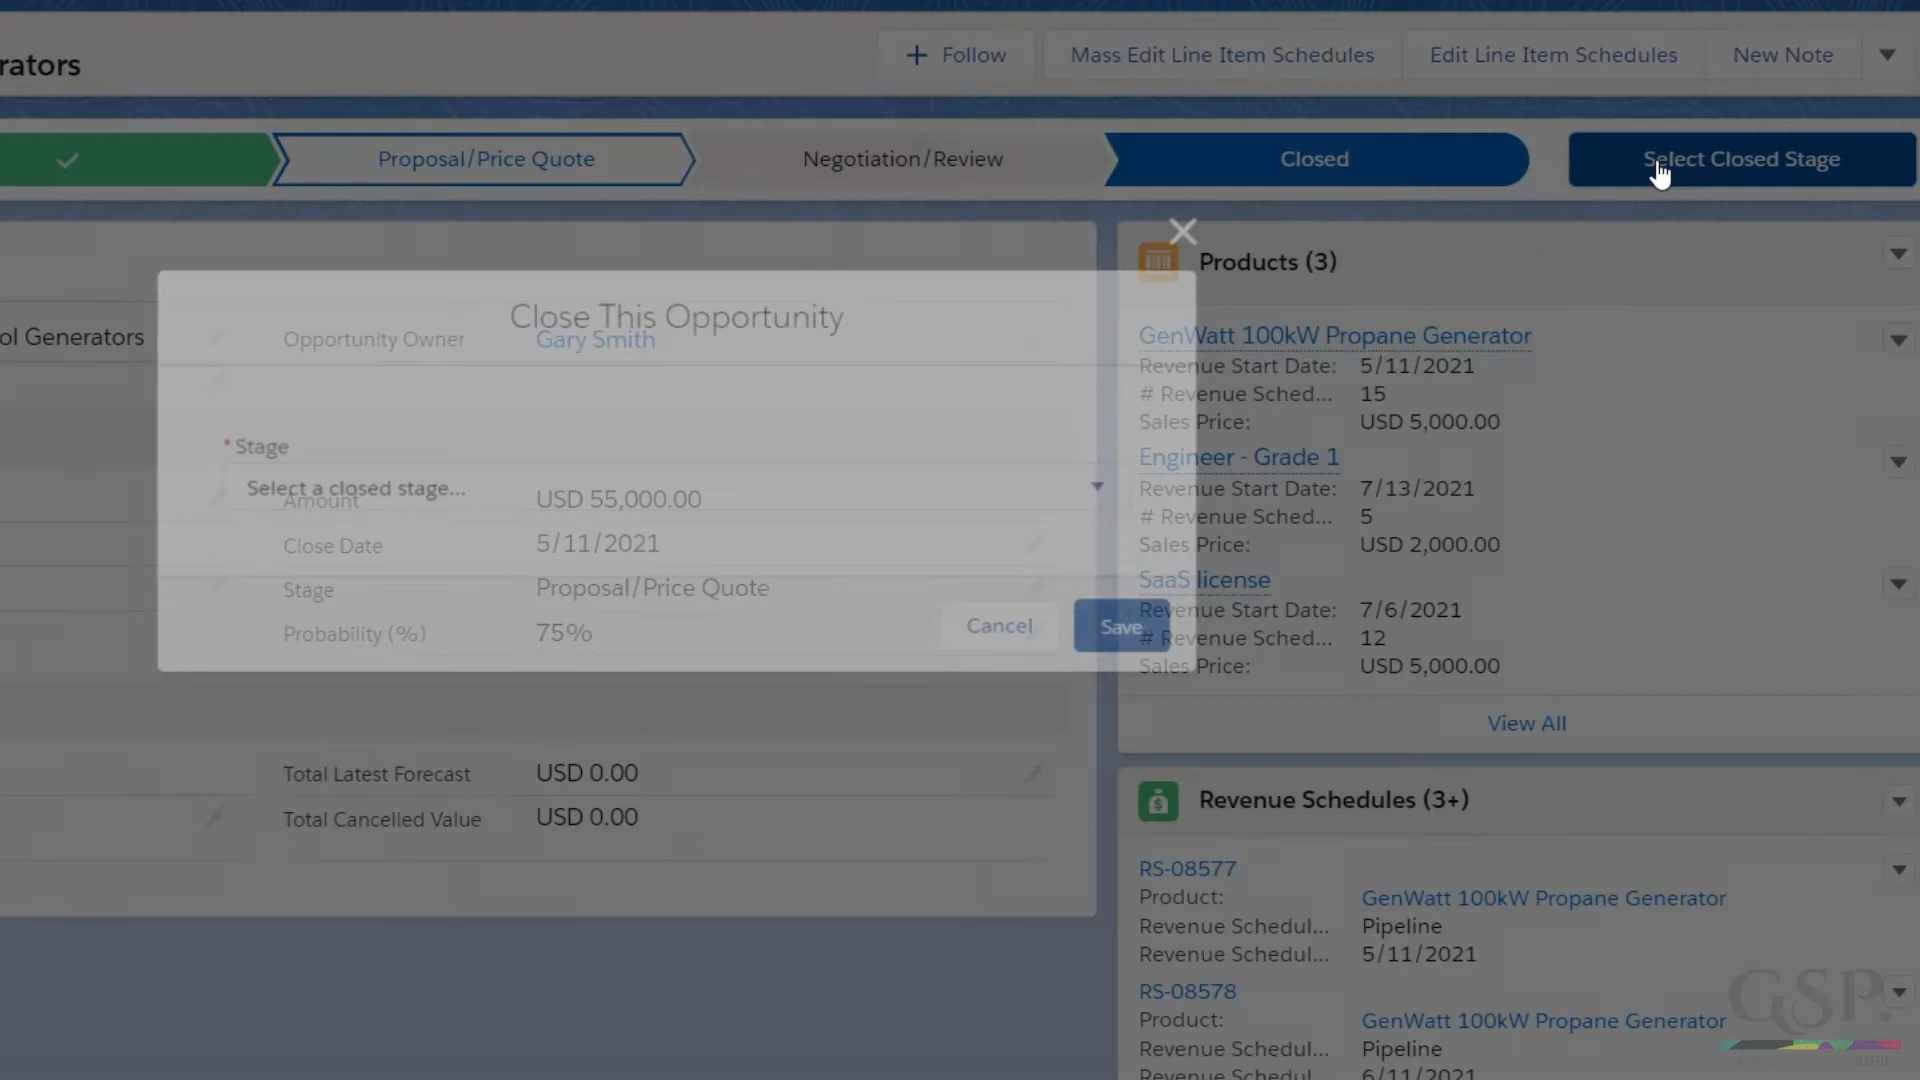 rators
Follow
Mass Edit Line Item Schedules
Edit Line Item Schedules
New Note
Proposal/Price Quote
Negotiation/Review
Closed
Select Closed Stage
Products (3)
Close This Opportunity
ol Generators
Opportunity Owner
Gary Smith
* Stage
Select a closed stage...
Amount
USD 55,000.00
Close Date
5/11/2021
Stage
Proposal/Price Quote
Probability (%)
75%
Cancel
Save
Total Latest Forecast
USD 0.00
Total Cancelled Value
USD 0.00
GenWatt 100kW Propane Generator
Revenue Start Date: 5/11/2021
# Revenue Sched... 15
Sales Price: USD 5,000.00
Engineer - Grade 1
Revenue Start Date: 7/13/2021
# Revenue Sched... 5
Sales Price: USD 2,000.00
SaaS license
Revenue Start Date: 7/6/2021
# Revenue Sched... 12
Sales Price: USD 5,000.00
View All
Revenue Schedules (3+)
RS-08577
Product: GenWatt 100kW Propane Generator
Revenue Schedul... Pipeline
Revenue Schedul... 5/11/2021
RS-08578
Product: GenWatt 100kW Propane Generator
Revenue Schedul... Pipeline
Revenue Schedul... 6/11/2021
GSP.